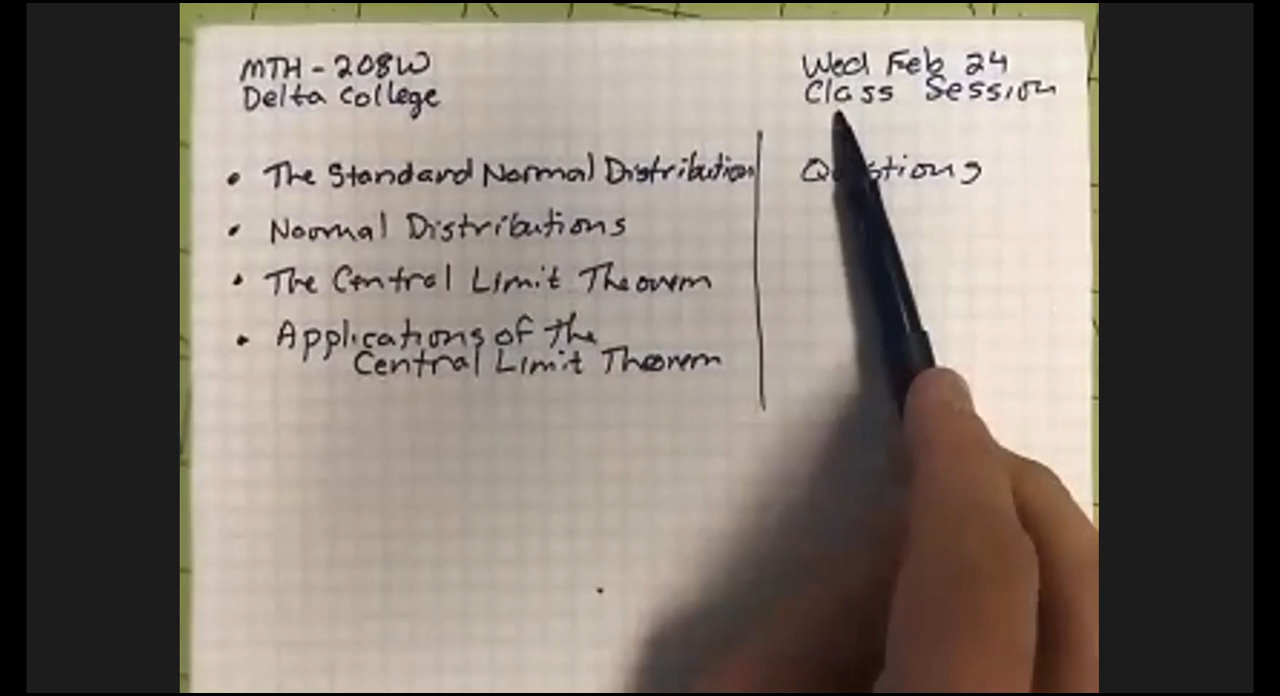 MTH - 208W
Delta College
Wed Feb 24
Class Session
• The Standard Normal Distribution
• Normal Distributions
• The Central Limit Theorem
• Applications of the
Central Limit Theorem
Questions